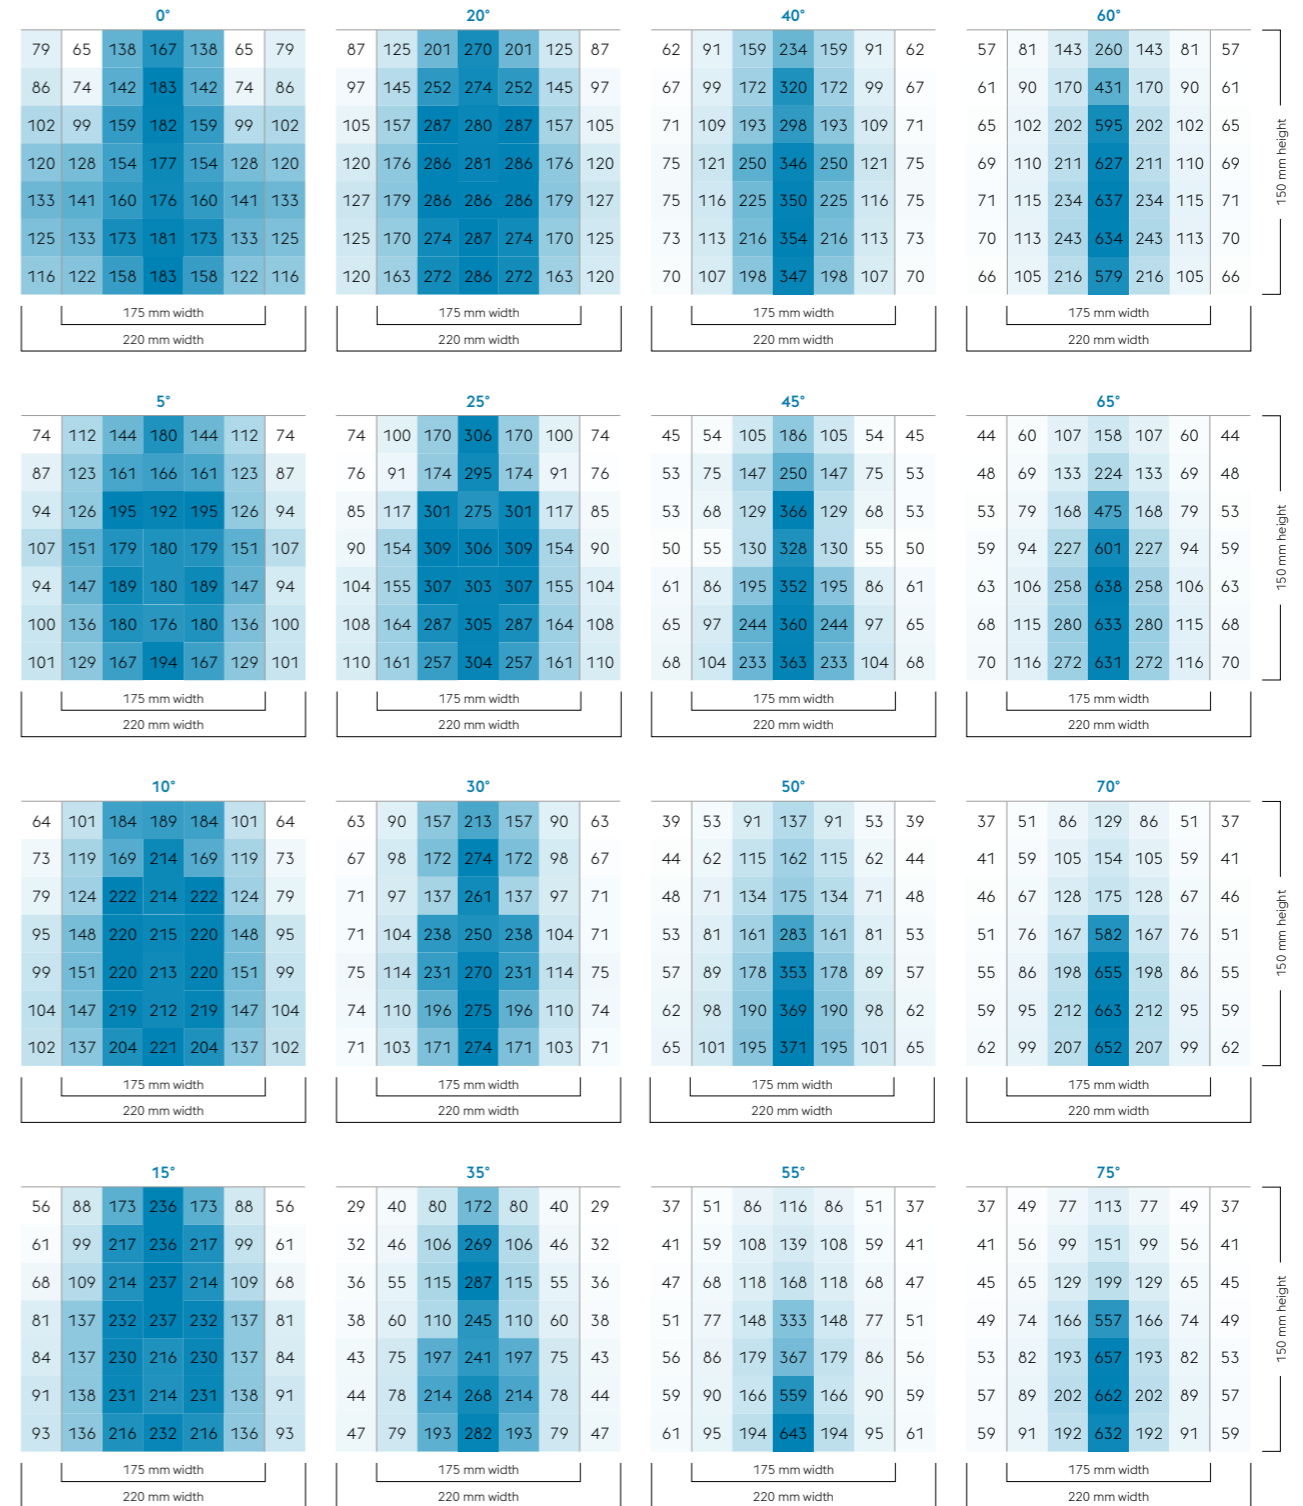 0° 20° 40° 60°
79 65 138 167 138 65 79 87 125 201 270 201 125 87 62 91 159 234 159 91 62 57 81 143 260 143 81 57
86 74 142 183 142 74 86 97 145 252 274 252 145 97 67 99 172 320 172 99 67 61 90 170 431 170 90 61
102 99 159 182 159 99 102 105 157 287 280 287 157 105 71 109 193 298 193 109 71 65 102 202 595 202 102 65
120 128 154 177 154 128 120 120 176 286 281 286 176 120 75 121 250 346 250 121 75 69 110 211 627 211 110 69
133 141 160 176 160 141 133 127 179 286 286 286 179 127 75 116 225 350 225 116 75 71 115 234 637 234 115 71
125 133 173 181 173 133 125 125 170 274 287 274 170 125 73 113 216 354 216 113 73 70 113 243 634 243 113 70
116 122 158 183 158 122 116 120 163 272 286 272 163 120 70 107 198 347 198 107 70 66 105 216 579 216 105 66
150 mm height
175 mm width 175 mm width 175 mm width 175 mm width
220 mm width 220 mm width 220 mm width 220 mm width
5° 25° 45° 65°
74 112 144 180 144 112 74 74 100 170 306 170 100 74 45 54 105 186 105 54 45 44 60 107 158 107 60 44
87 123 161 166 161 123 87 76 91 174 295 174 91 76 53 75 147 250 147 75 53 48 69 133 224 133 69 48
94 126 195 192 195 126 94 85 117 301 275 301 117 85 53 68 129 366 129 68 53 53 79 168 475 168 79 53
107 151 179 180 179 151 107 90 154 309 306 309 154 90 50 55 130 328 130 55 50 59 94 227 601 227 94 59
94 147 189 180 189 147 94 104 155 307 303 307 155 104 61 86 195 352 195 86 61 63 106 258 638 258 106 63
100 136 180 176 180 136 100 108 164 287 305 287 164 108 65 97 244 360 244 97 65 68 115 280 633 280 115 68
101 129 167 194 167 129 101 110 161 257 304 257 161 110 68 104 233 363 233 104 68 70 116 272 631 272 116 70
150 mm height
175 mm width 175 mm width 175 mm width 175 mm width
220 mm width 220 mm width 220 mm width 220 mm width
10° 30° 50° 70°
64 101 184 189 184 101 64 63 90 157 213 157 90 63 39 53 91 137 91 53 39 37 51 86 129 86 51 37
73 119 169 214 169 119 73 67 98 172 274 172 98 67 44 62 115 162 115 62 44 41 59 105 154 105 59 41
79 124 222 214 222 124 79 71 97 137 261 137 97 71 48 71 134 175 134 71 48 46 67 128 175 128 67 46
95 148 220 215 220 148 95 71 104 238 250 238 104 71 53 81 161 283 161 81 53 51 76 167 582 167 76 51
99 151 220 213 220 151 99 75 114 231 270 231 114 75 57 89 178 353 178 89 57 55 86 198 655 198 86 55
104 147 219 212 219 147 104 74 110 196 275 196 110 74 62 98 190 369 190 98 62 59 95 212 663 212 95 59
102 137 204 221 204 137 102 71 103 171 274 171 103 71 65 101 195 371 195 101 65 62 99 207 652 207 99 62
150 mm height
175 mm width 175 mm width 175 mm width 175 mm width
220 mm width 220 mm width 220 mm width 220 mm width
15° 35° 55° 75°
56 88 173 236 173 88 56 29 40 80 172 80 40 29 37 51 86 116 86 51 37 37 49 77 113 77 49 37
61 99 217 236 217 99 61 32 46 106 269 106 46 32 41 59 108 139 108 59 41 41 56 99 151 99 56 41
68 109 214 237 214 109 68 36 55 115 287 115 55 36 47 68 118 168 118 68 47 45 65 129 199 129 65 45
81 137 232 237 232 137 81 38 60 110 245 110 60 38 51 77 148 333 148 77 51 49 74 166 557 166 74 49
84 137 230 216 230 137 84 43 75 197 241 197 75 43 56 86 179 367 179 86 56 53 82 193 657 193 82 53
91 138 231 214 231 138 91 44 78 214 268 214 78 44 59 90 166 559 166 90 59 57 89 202 662 202 89 57
93 136 216 232 216 136 93 47 79 193 282 193 79 47 61 95 194 643 194 95 61 59 91 192 632 192 91 59
150 mm height
175 mm width 175 mm width 175 mm width 175 mm width
220 mm width 220 mm width 220 mm width 220 mm width